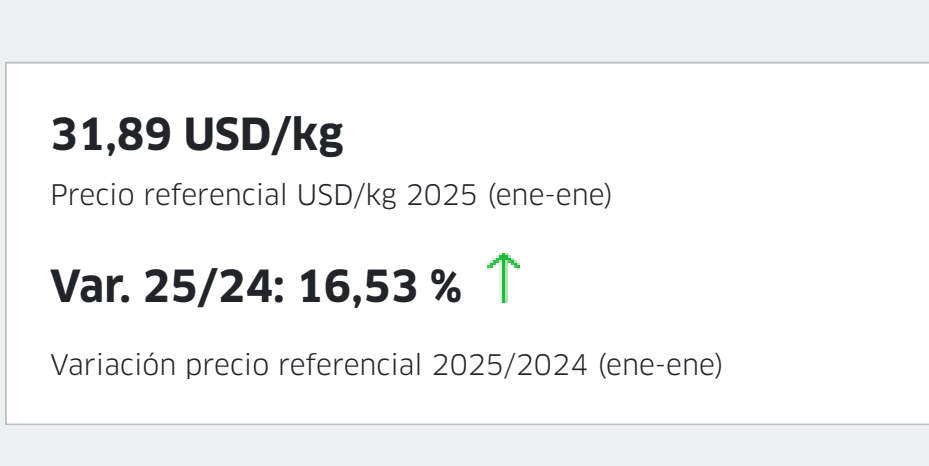 31,89 USD/kg
Precio referencial USD/kg 2025 (ene-ene)
Var. 25/24: 16,53 % ↑
Variación precio referencial 2025/2024 (ene-ene)